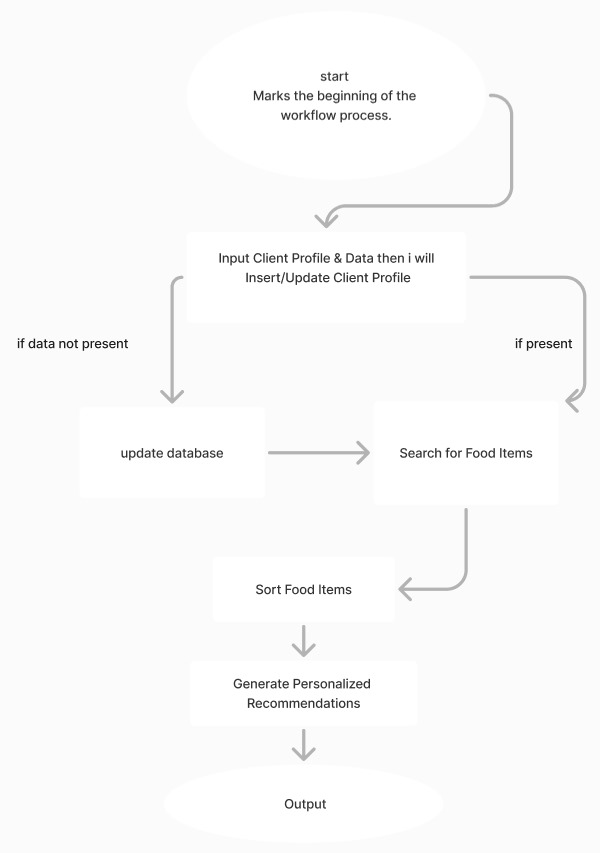 start
Marks the beginning of the
workflow process.
Input Client Profile & Data then i will
Insert/Update Client Profile
if data not present
if present
update database
Search for Food Items
Sort Food Items
Generate Personalized
Recommendations
Output